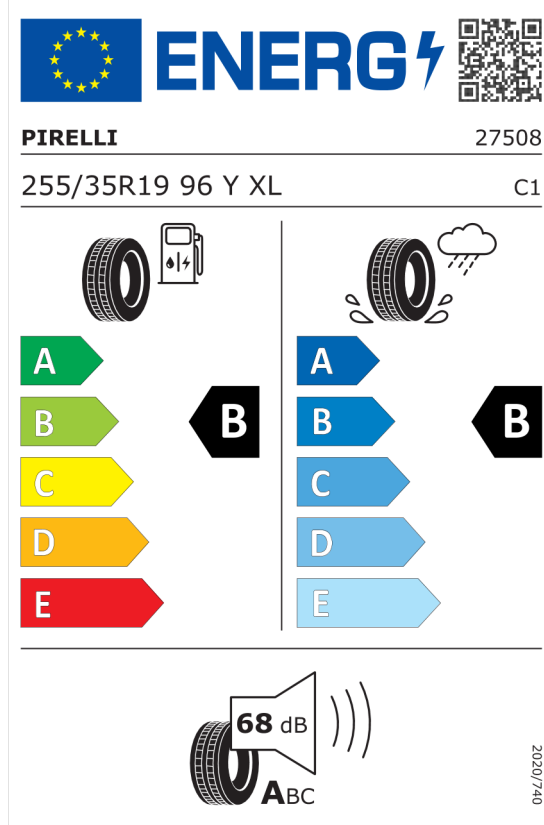 ENERG
PIRELLI 27508
255/35R19 96 Y XL C1
A A
B B B B
C C
D D
E E
68 dB
ABC
2020/740